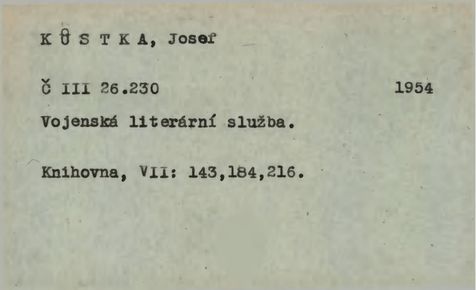 K Ů S T K A, Josef
Č III 26.230 1954
Vojenská literární služba.
Knihovna, VII: 143,184,216.